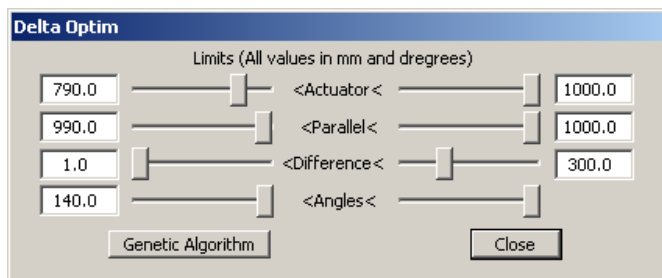 Delta Optim
Limits (All values in mm and dregrees)
790.0 <Actuator< 1000.0
990.0 <Parallel< 1000.0
1.0 <Difference< 300.0
140.0 <Angles<
Genetic Algorithm Close